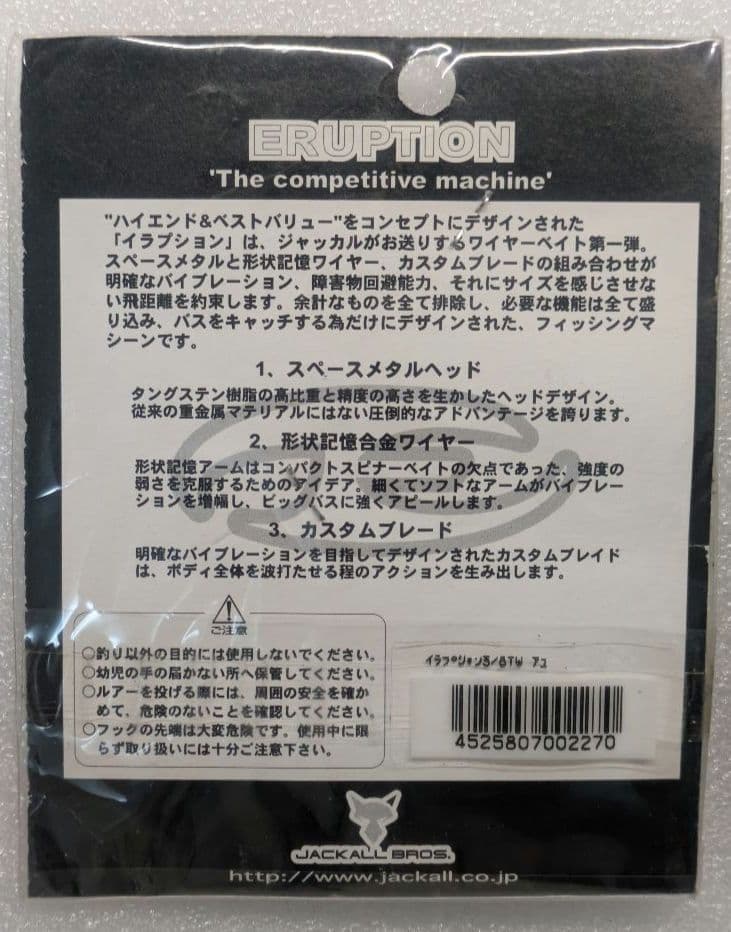 ERUPTION
'The competitive machine'
"ハイエンド&ベストバリュー"をコンセプトにデザインされた
「イラプション」は、ジャッカルがお送りするワイヤーベイト第一弾。
スペースメタルと形状記憶ワイヤー、カスタムブレードの組み合わせが
明確なバイブレーション、障害物回避能力、それにサイズを感じさせな
い飛距離を約束します。余計なものを全て排除し、必要な機能は全て盛
り込み、バスをキャッチする為だけにデザインされた、フィッシングマ
シーンです。
1、スペースメタルヘッド
タングステン樹脂の高比重と精度の高さを生かしたヘッドデザイン。
従来の重金属マテリアルにはない圧倒的なアドバンテージを誇ります。
2、形状記憶合金ワイヤー
形状記憶アームはコンパクトスピナーベイトの欠点であった、強度の
弱さを克服するためのアイデア。細くてソフトなアームがバイブレー
ションを増幅し、ビッグバスに強くアピールします。
3、カスタムブレード
明確なバイブレーションを目指してデザインされたカスタムブレイド
は、ボディ全体を波打たせる程のアクションを生み出します。
ご注意
○釣り以外の目的には使用しないでください。
○幼児の手の届かない所へ保管してください。
○ルアーを投げる際には、周囲の安全を確か
めて、危険のないことを確認してください。
○フックの先端は大変危険です。使用中に限
らず取り扱いには十分ご注意下さい。
イラプション3/8TW アユ
4525807002270
JACKALL BROS.
http://www.jackall.co.jp